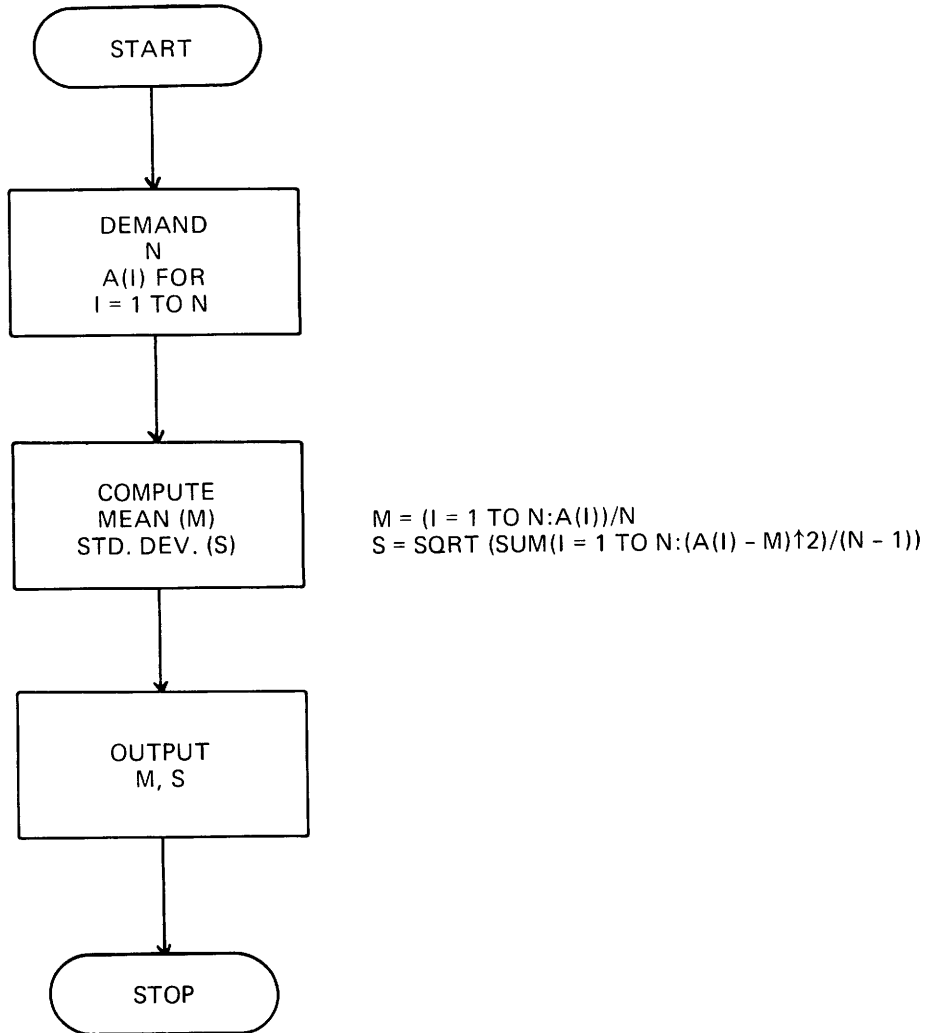 START
DEMAND
N
A(I) FOR
I = 1 TO N
COMPUTE
MEAN (M)
STD. DEV. (S)
M = (I = 1 TO N:A(I))/N
S = SQRT (SUM(I = 1 TO N:(A(I) – M)↑2)/(N – 1))
OUTPUT
M, S
STOP